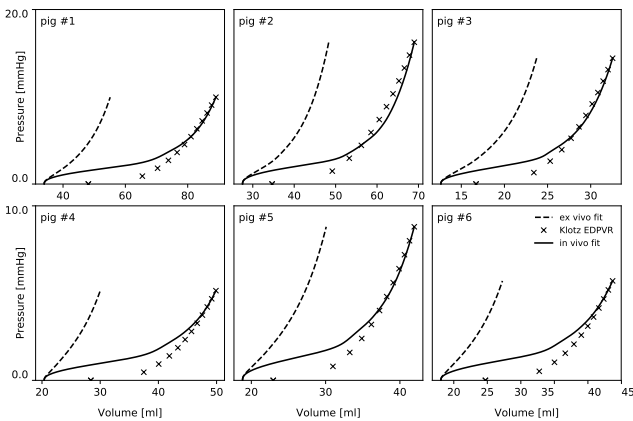 20.0
pig #1
pig #2
pig #3
Pressure [mmHg]
0.0
40 60 80
30 40 50 60 70
15 20 25 30
10.0
pig #4
pig #5
pig #6
ex vivo fit
Klotz EDPVR
in vivo fit
Pressure [mmHg]
0.0
20 30 40 50
20 30 40
20 25 30 35 40 45
Volume [ml]
Volume [ml]
Volume [ml]